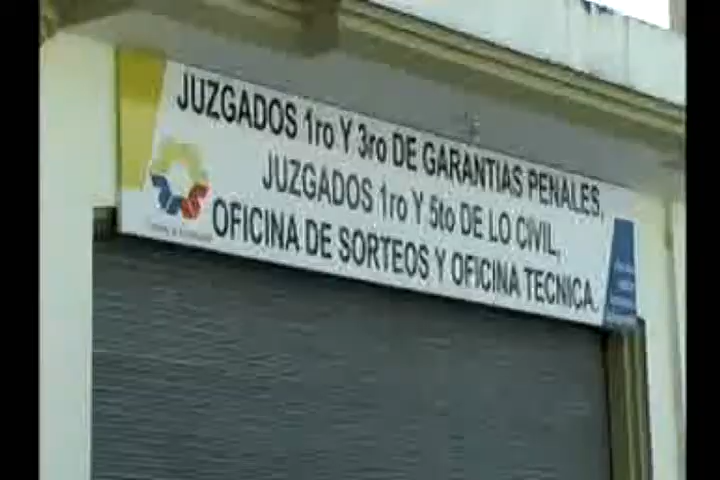 JUZGADOS 1ro Y 3ro DE GARANTIAS PENALES,
JUZGADOS 1ro Y 5to DE LO CIVIL,
OFICINA DE SORTEOS Y OFICINA TECNICA.